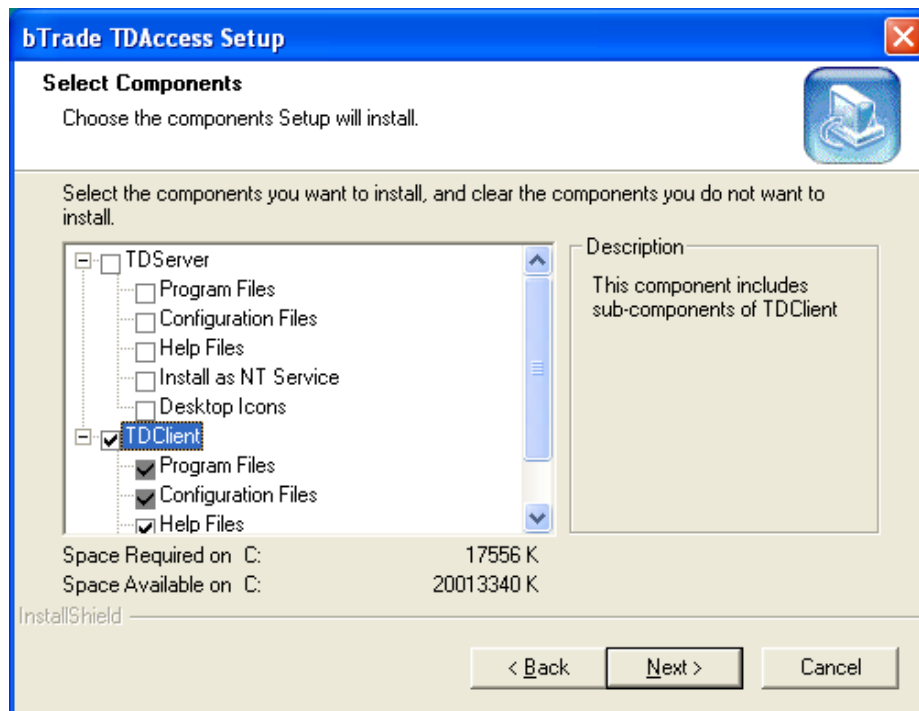 bTrade TDAccess Setup
Select Components
Choose the components Setup will install.
Select the components you want to install, and clear the components you do not want to
install.
TDServer
Program Files
Configuration Files
Help Files
Install as NT Service
Desktop Icons
TDClient
Program Files
Configuration Files
Help Files
Description
This component includes
sub-components of TDClient
Space Required on C: 17556 K
Space Available on C: 20013340 K
InstallShield
< Back Next > Cancel